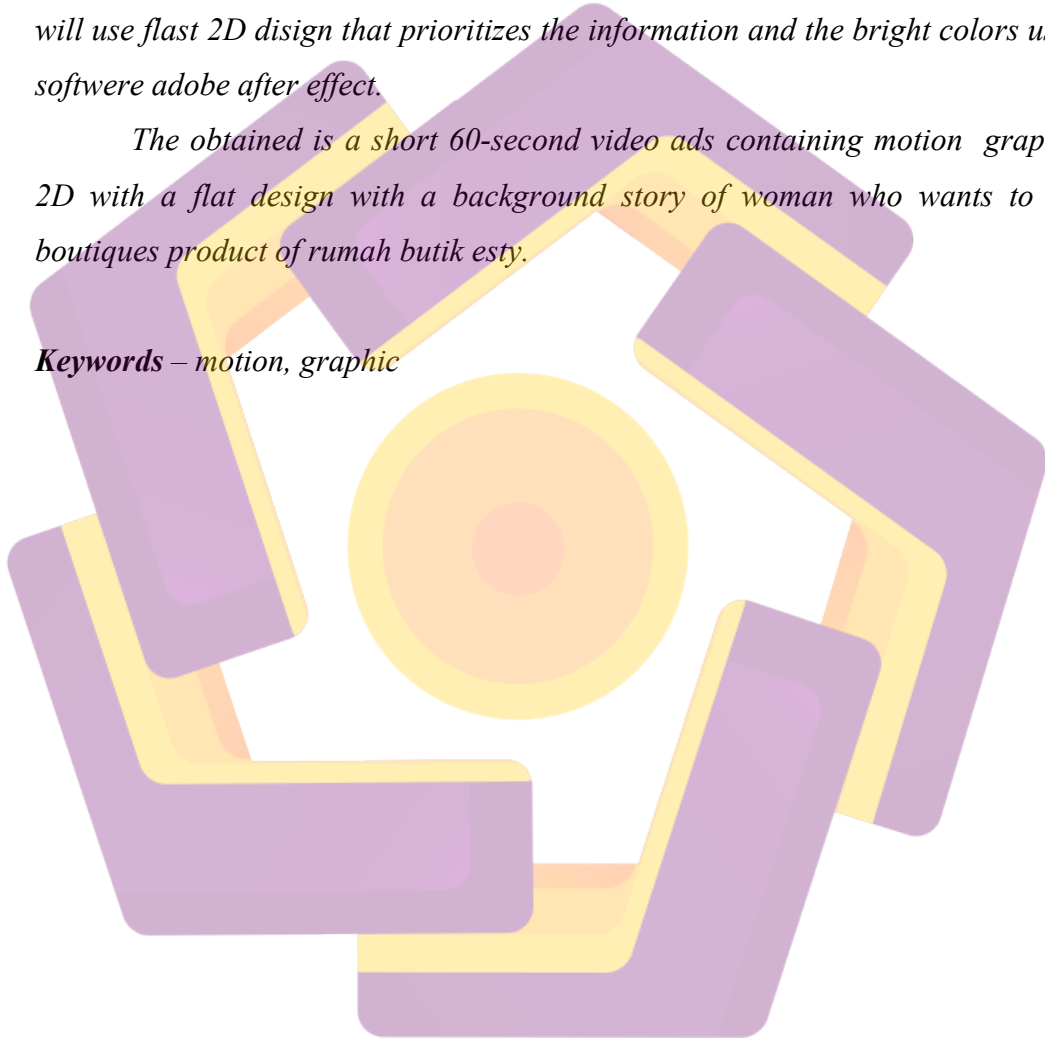 will use flast 2D disign that prioritizes the information and the bright colors
softwere adobe after effect.
The obtained is a short 60-second video ads containing motion
2D with a flat design with a background story of woman who wants to
boutiques product of rumah butik esty.
Keywords – motion, graphic